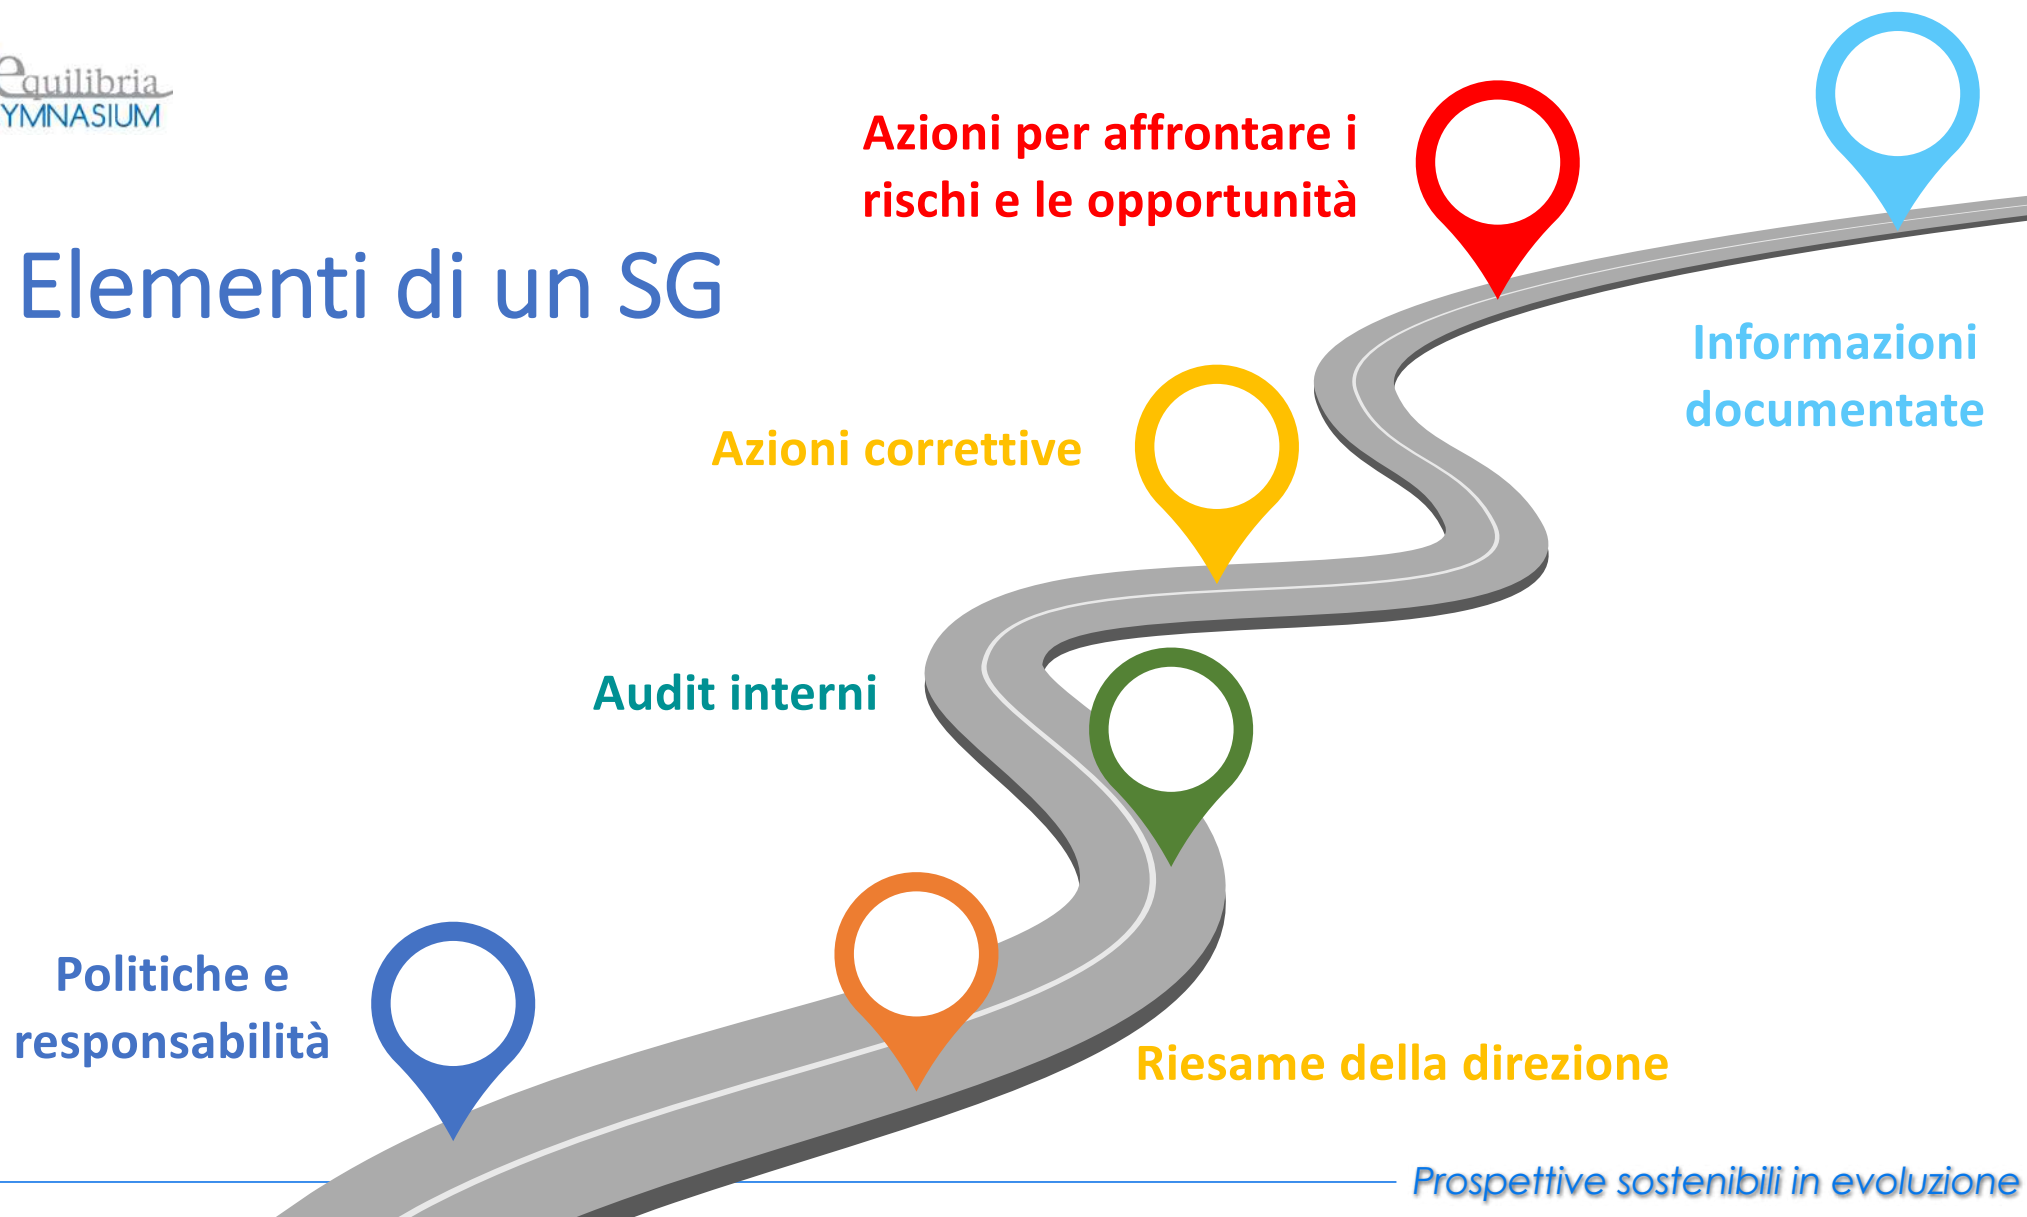 equilibria
YMNASIUM
Azioni per affrontare i
rischi e le opportunità
Elementi di un SG
Informazioni
documentate
Azioni correttive
Audit interni
Politiche e
responsabilità
Riesame della direzione
Prospettive sostenibili in evoluzione